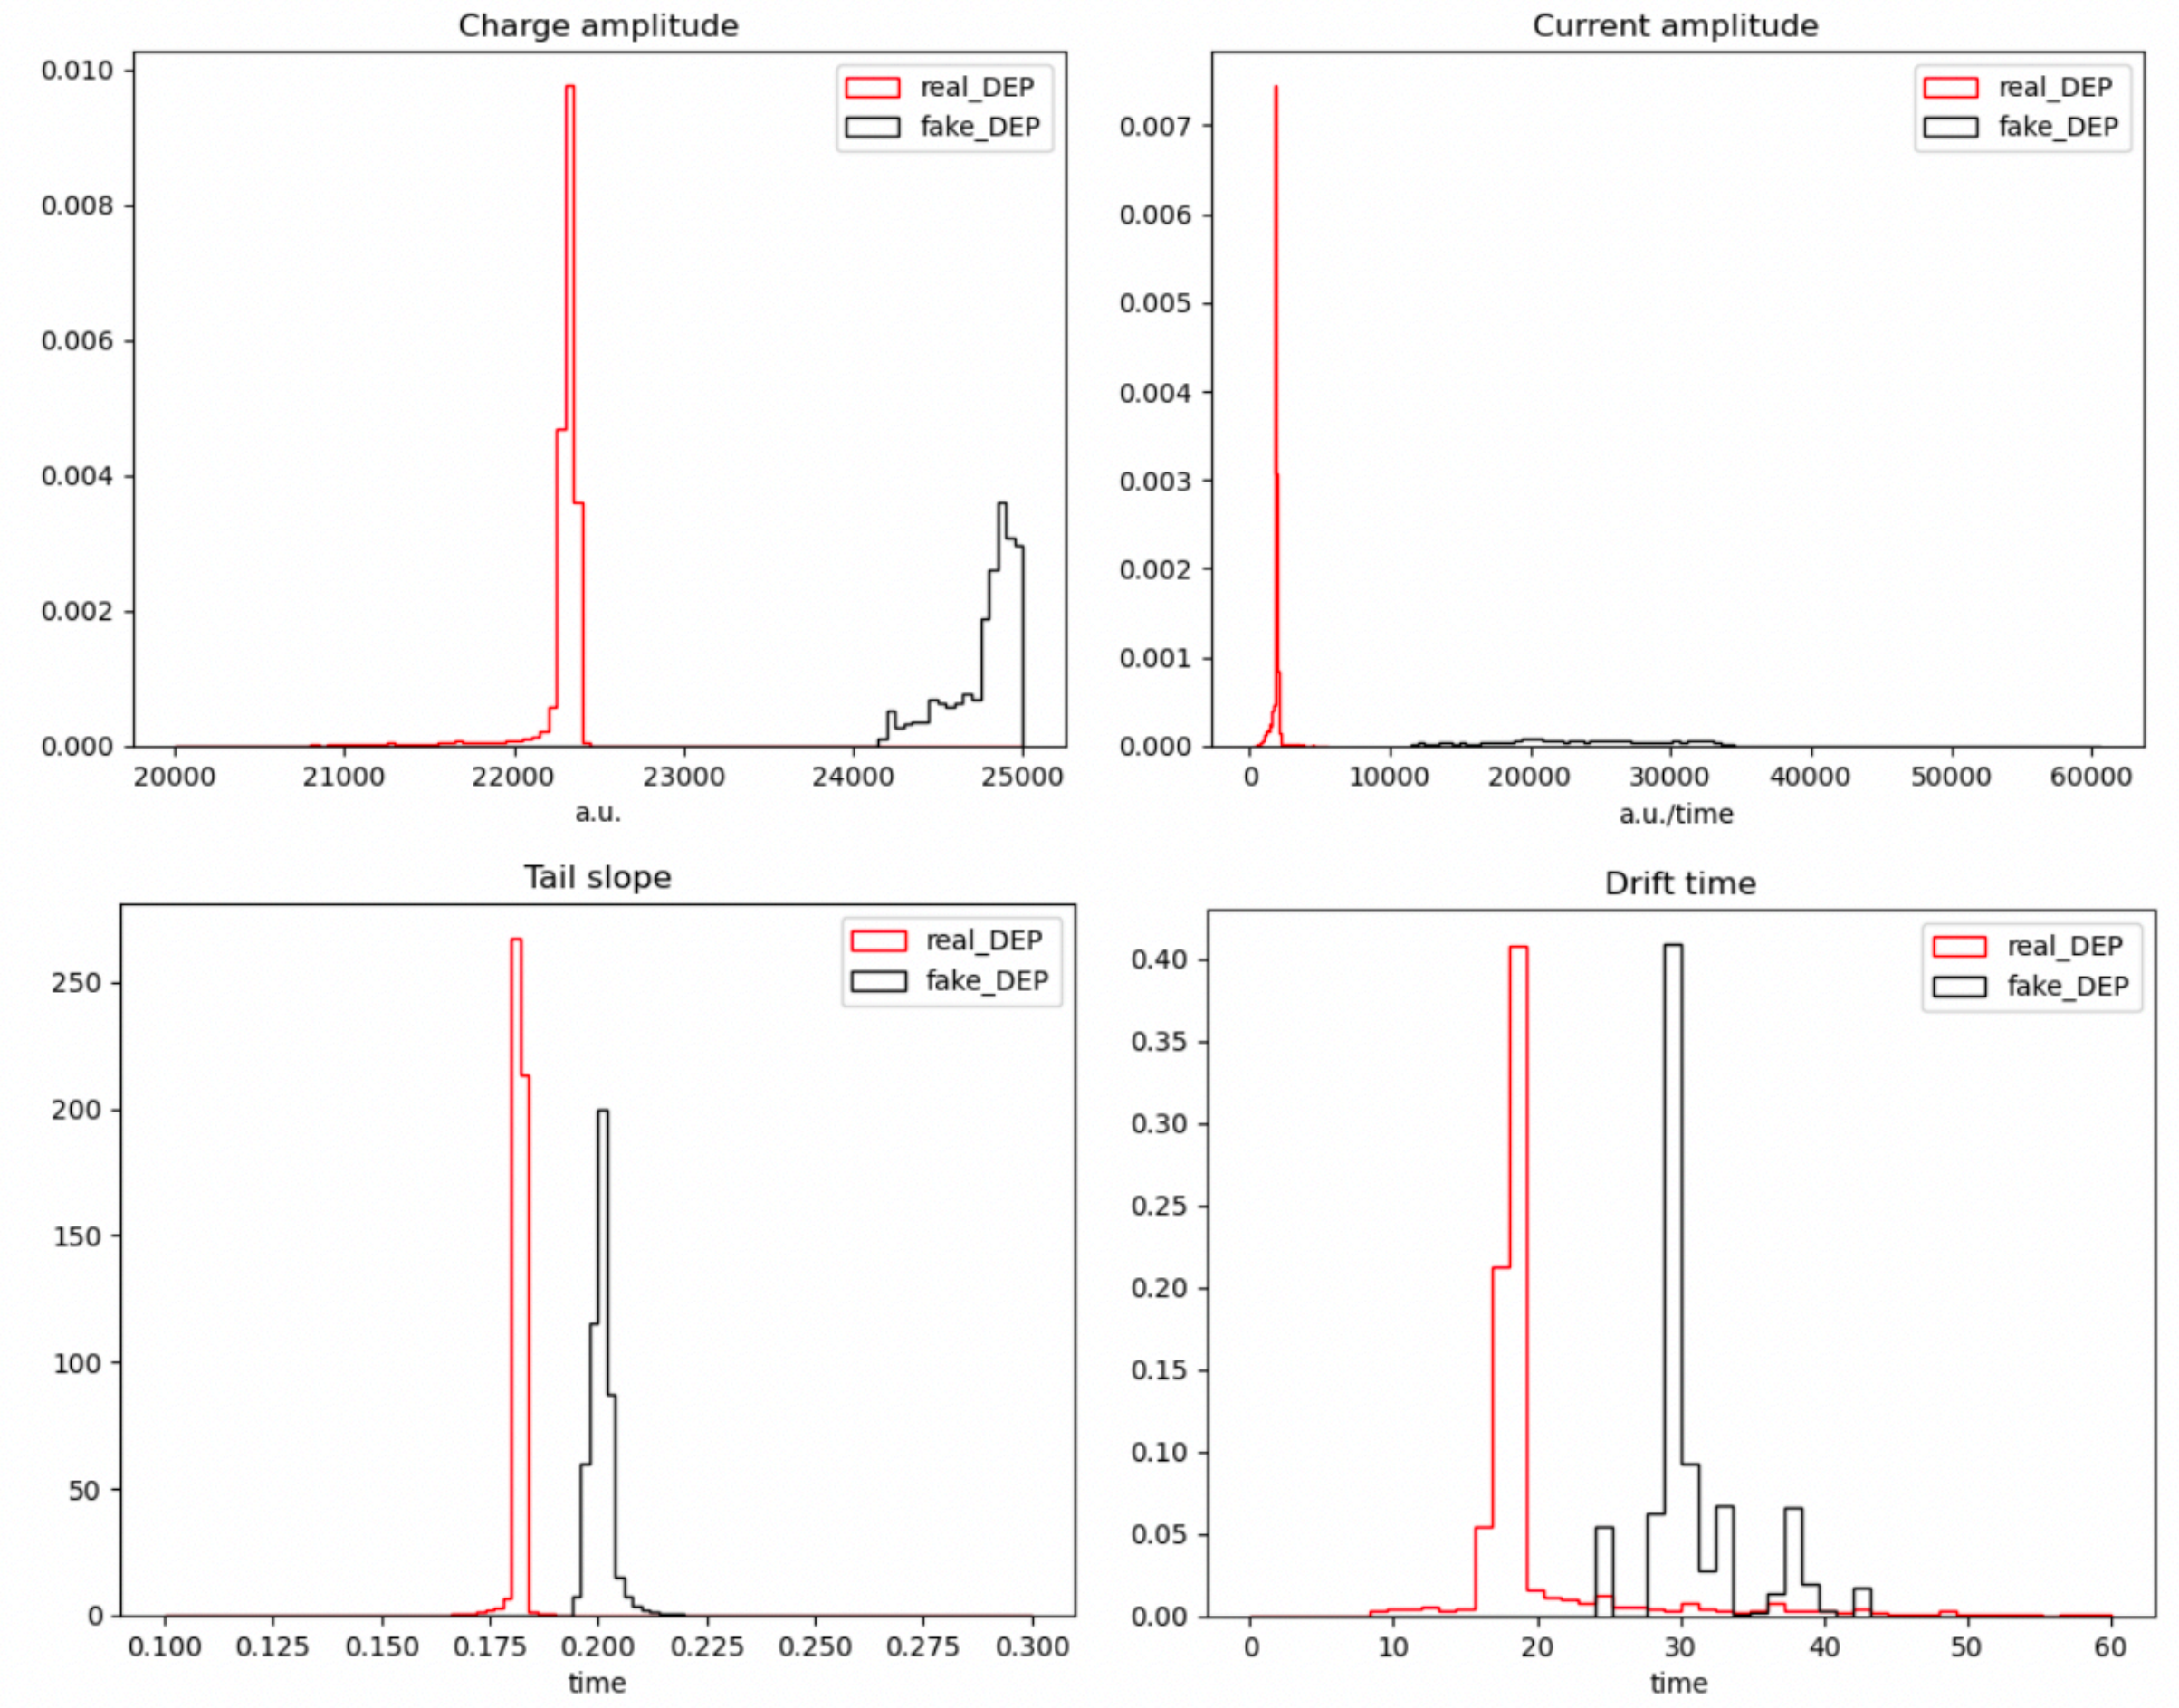 Charge amplitude
real_DEP
fake_DEP
0.010
0.008
0.006
0.004
0.002
0.000
20000 21000 22000 23000 24000 25000
a.u.
Current amplitude
real_DEP
fake_DEP
0.007
0.006
0.005
0.004
0.003
0.002
0.001
0.000
0 10000 20000 30000 40000 50000 60000
a.u./time
Tail slope
real_DEP
fake_DEP
250
200
150
100
50
0
0.100 0.125 0.150 0.175 0.200 0.225 0.250 0.275 0.300
time
Drift time
real_DEP
fake_DEP
0.40
0.35
0.30
0.25
0.20
0.15
0.10
0.05
0.00
0 10 20 30 40 50 60
time